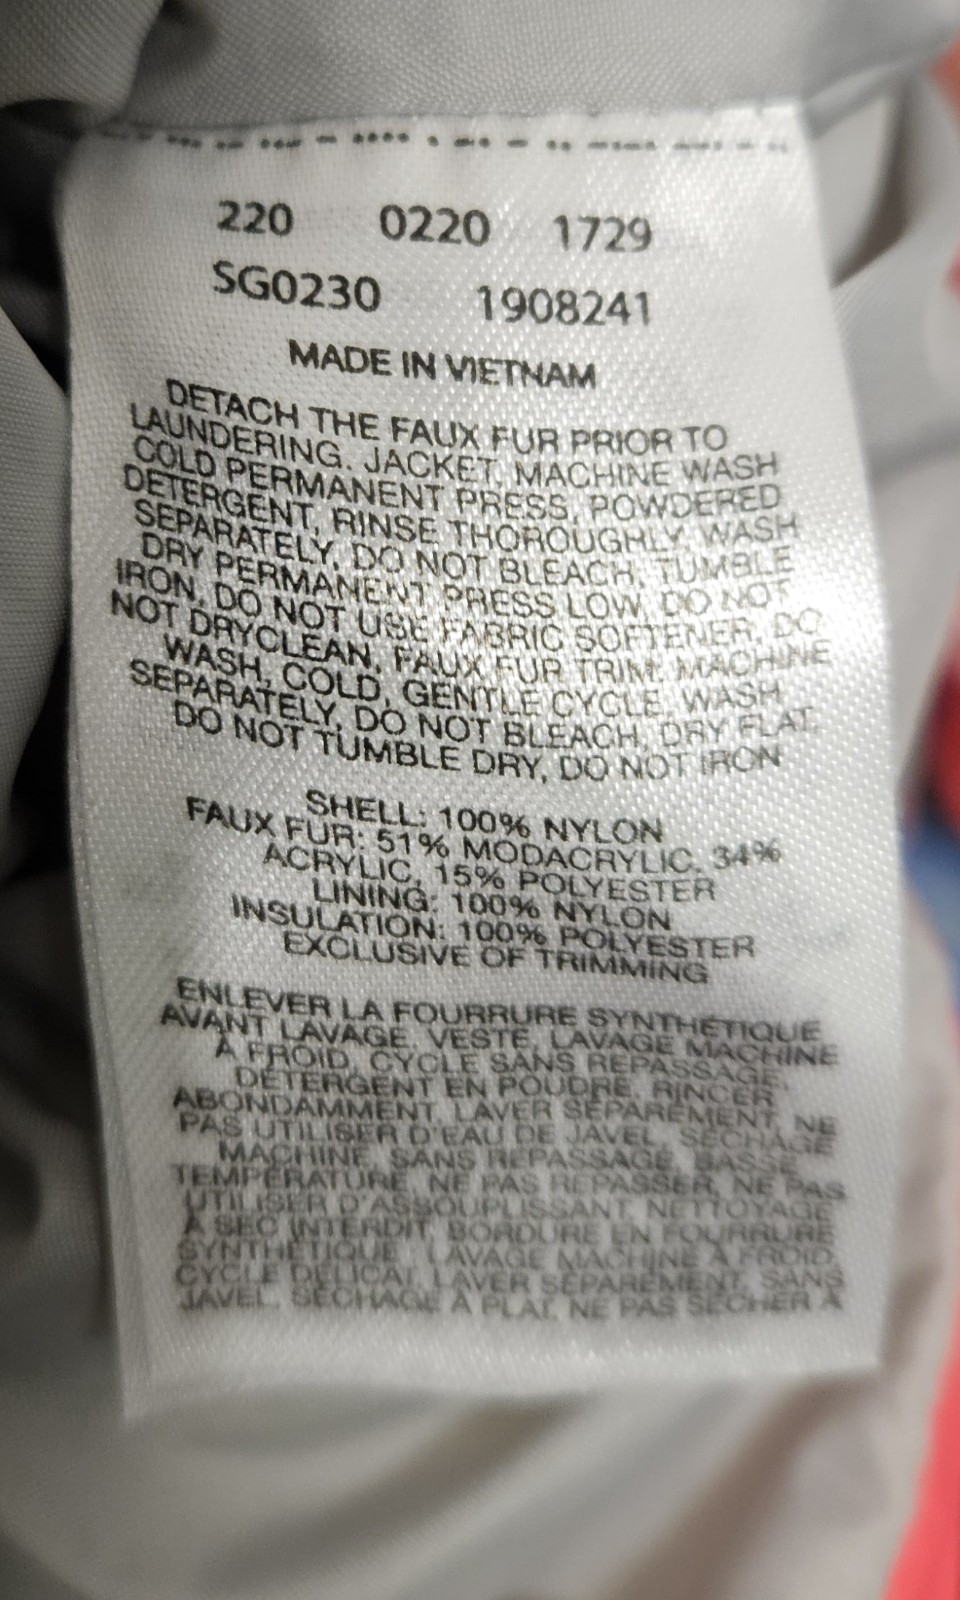 220 0220 1729
SG0230 1908241
MADE IN VIETNAM
DETACH THE FAUX FUR PRIOR TO
LAUNDERING. JACKET, MACHINE WASH
COLD PERMANENT PRESS, POWDERED
DETERGENT, RINSE THOROUGHLY, WASH
SEPARATELY, DO NOT BLEACH, TUMBLE
DRY PERMANENT PRESS LOW, DO NOT
IRON, DO NOT USE FABRIC SOFTENER, DO
NOT DRYCLEAN, FAUX FUR TRIM: MACHINE
WASH, COLD, GENTLE CYCLE, WASH
SEPARATELY, DO NOT BLEACH, DRY FLAT,
DO NOT TUMBLE DRY, DO NOT IRON
SHELL: 100% NYLON
FAUX FUR: 51% MODACRYLIC, 34%
ACRYLIC, 15% POLYESTER
LINING: 100% NYLON
INSULATION: 100% POLYESTER
EXCLUSIVE OF TRIMMING
ENLEVER LA FOURRURE SYNTHÉTIQUE
AVANT LAVAGE. VESTE, LAVAGE MACHINE
À FROID, CYCLE SANS REPASSAGE,
DÉTERGENT EN POUDRE, RINCER
ABONDAMMENT, LAVER SÉPARÉMENT, NE
PAS UTILISER D'EAU DE JAVEL, SÉCHAGE
MACHINE, SANS REPASSAGE, BASSE
TEMPÉRATURE, NE PAS REPASSER, NE PAS
UTILISER D'ASSOUPLISSANT, NETTOYAGE
À SEC INTERDIT, BORDURE EN FOURRURE
SYNTHÉTIQUE : LAVAGE MACHINE À FROID,
CYCLE DÉLICAT, LAVER SÉPARÉMENT, SANS
JAVEL, SÉCHAGE À PLAT, NE PAS SÉCHER À